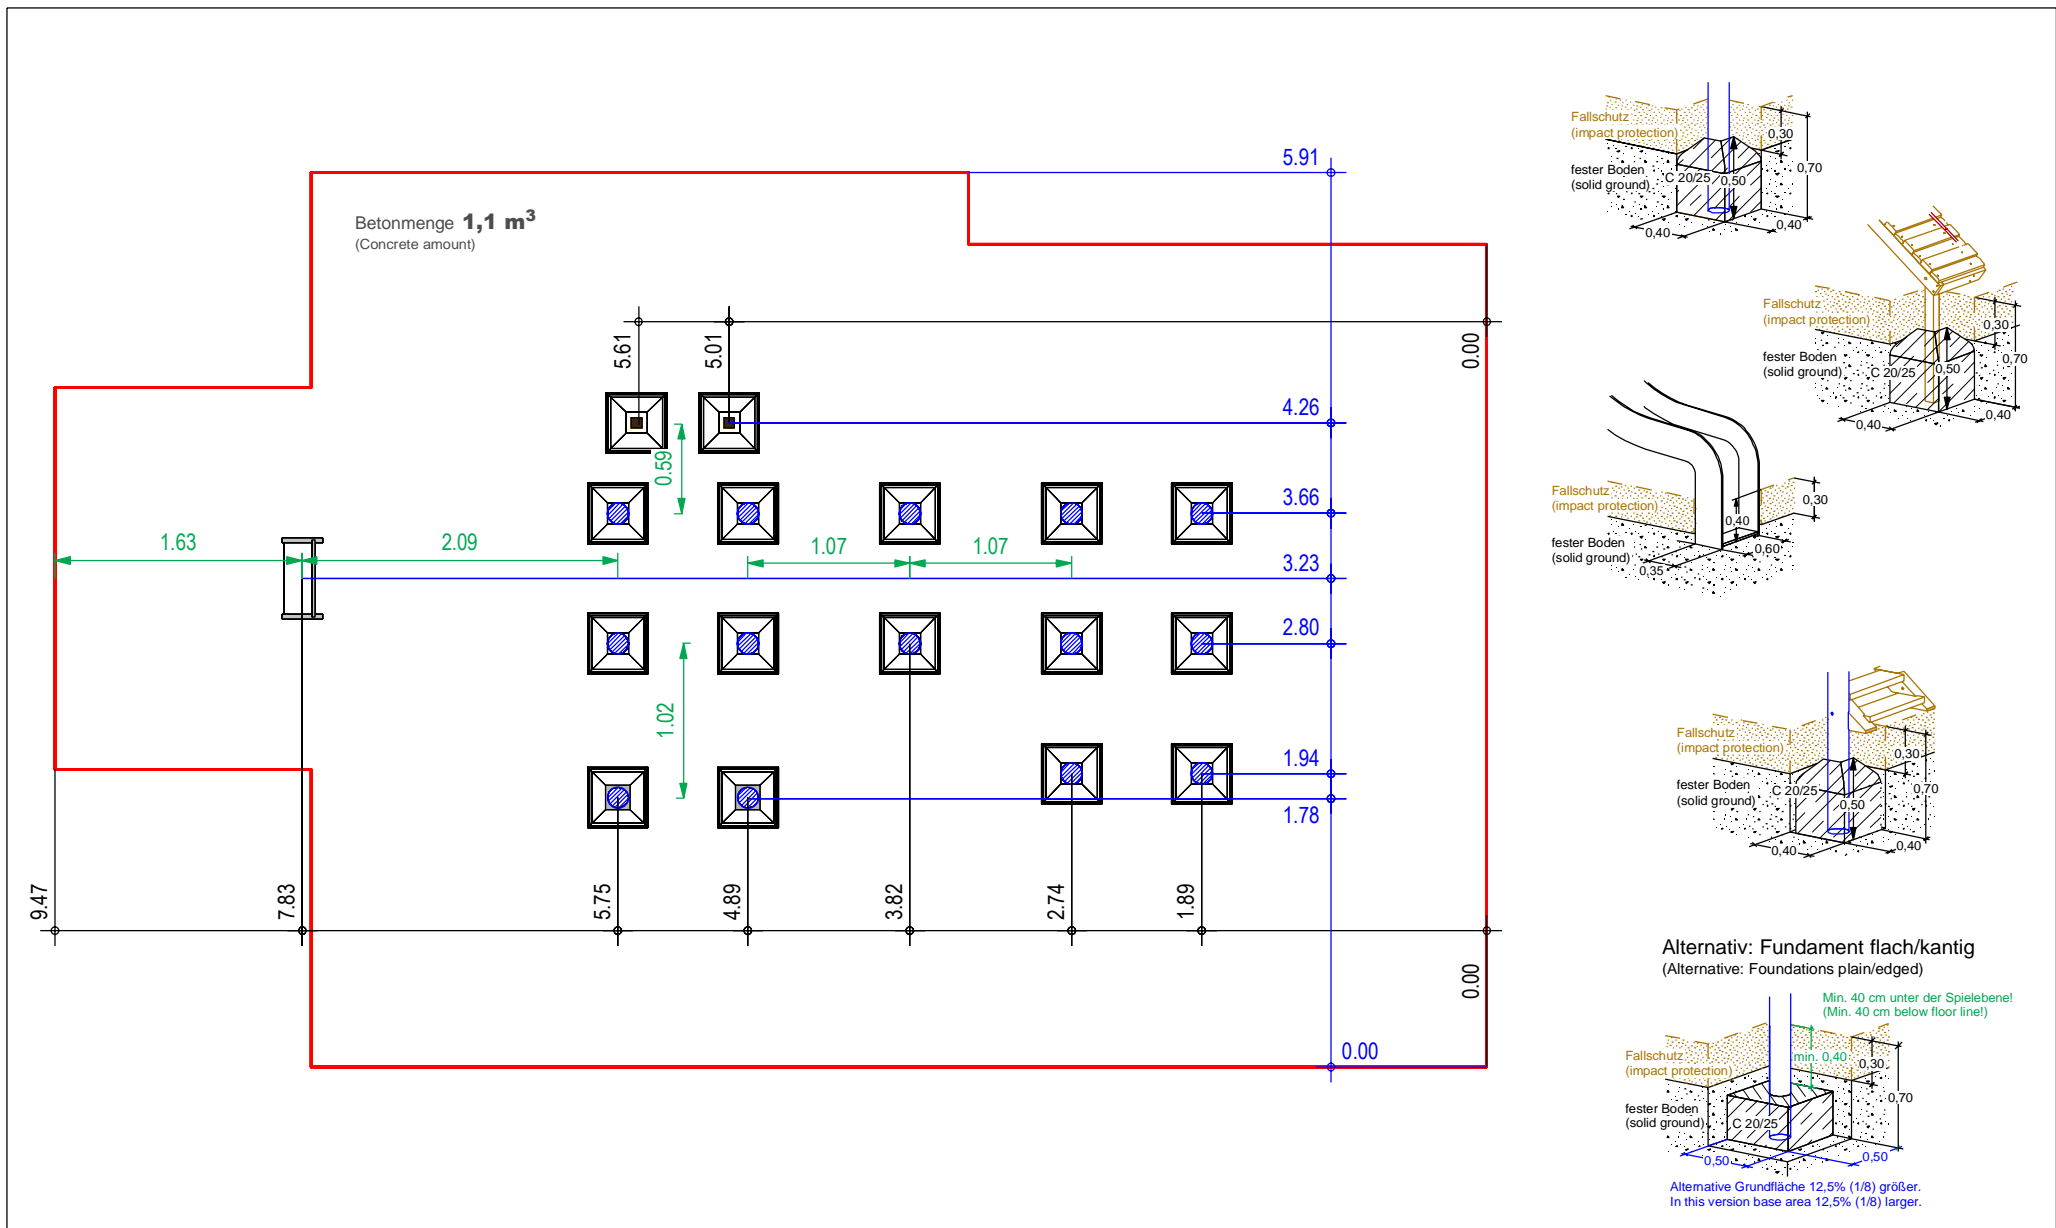 Betonmenge 1,1 m³
(Concrete amount)
5.91
5.61
5.01
0.00
4.26
0.59
3.66
1.63
2.09
1.07
1.07
3.23
2.80
1.02
1.94
1.78
9.47
7.83
5.75
4.89
3.82
2.74
1.89
0.00
0.00
Fallschutz
(impact protection)
0,30
fester Boden
(solid ground)
C 20/25
0,50
0,70
0,40
0,40
Fallschutz
(impact protection)
0,30
fester Boden
(solid ground)
C 20/25
0,50
0,70
0,40
0,40
Fallschutz
(impact protection)
0,30
0,40
fester Boden
(solid ground)
0,60
0,35
Fallschutz
(impact protection)
0,30
fester Boden
(solid ground)
C 20/25
0,50
0,70
0,40
0,40
Alternativ: Fundament flach/kantig
(Alternative: Foundations plain/edged)
Min. 40 cm unter der Spielebene!
(Min. 40 cm below floor line!)
Fallschutz
(impact protection)
min. 0,40
0,30
fester Boden
(solid ground)
C 20/25
0,70
0,50
0,50
Alternative Grundfläche 12,5% (1/8) größer.
In this version base area 12,5% (1/8) larger.